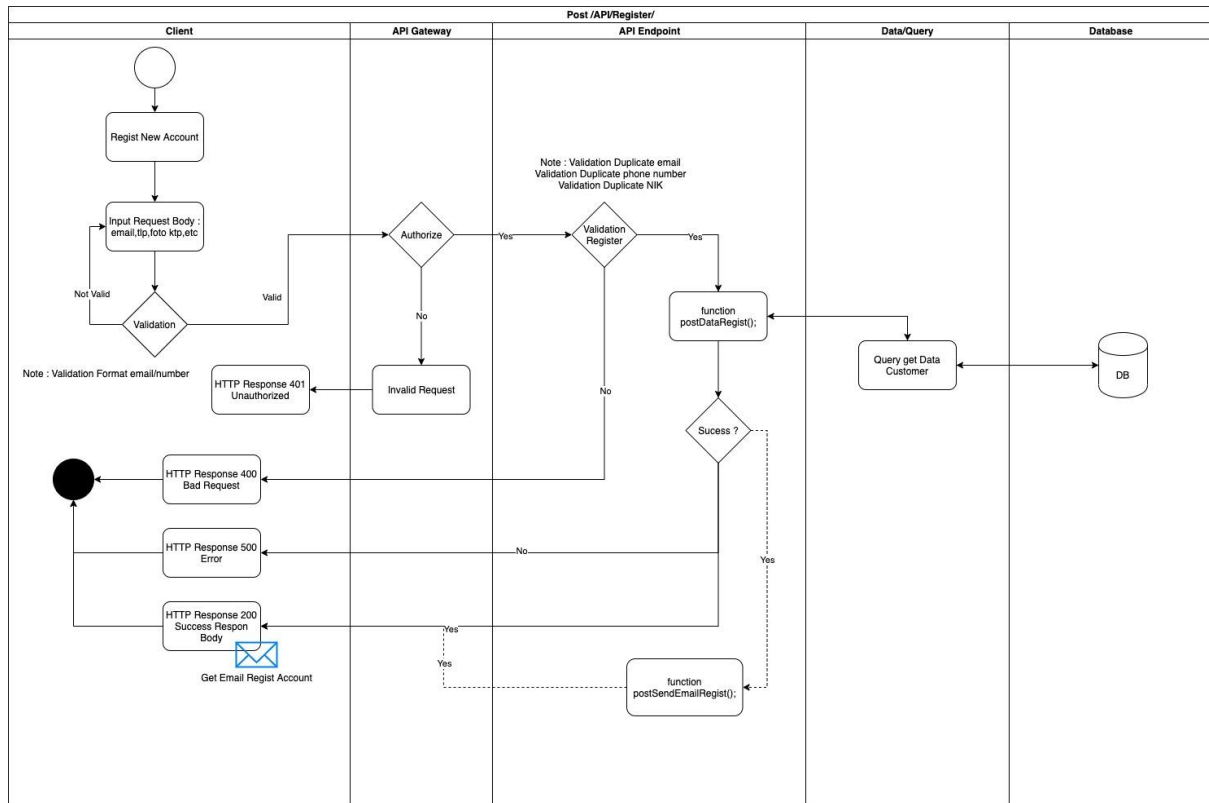 Post /API/Register/
Client
API Gateway
API Endpoint
Data/Query
Database
Regist New Account
Input Request Body :
email,tlp,foto ktp,etc
Not Valid
Validation
Valid
Note : Validation Format email/number
Authorize
Yes
No
HTTP Response 401
Unauthorized
Invalid Request
Note : Validation Duplicate email
Validation Duplicate phone number
Validation Duplicate NIK
Validation
Register
Yes
No
function
postDataRegist();
Query get Data
Customer
DB
Sucess ?
HTTP Response 400
Bad Request
HTTP Response 500
Error
No
Yes
HTTP Response 200
Success Respon
Body
Yes
Yes
Get Email Regist Account
function
postSendEmailRegist();